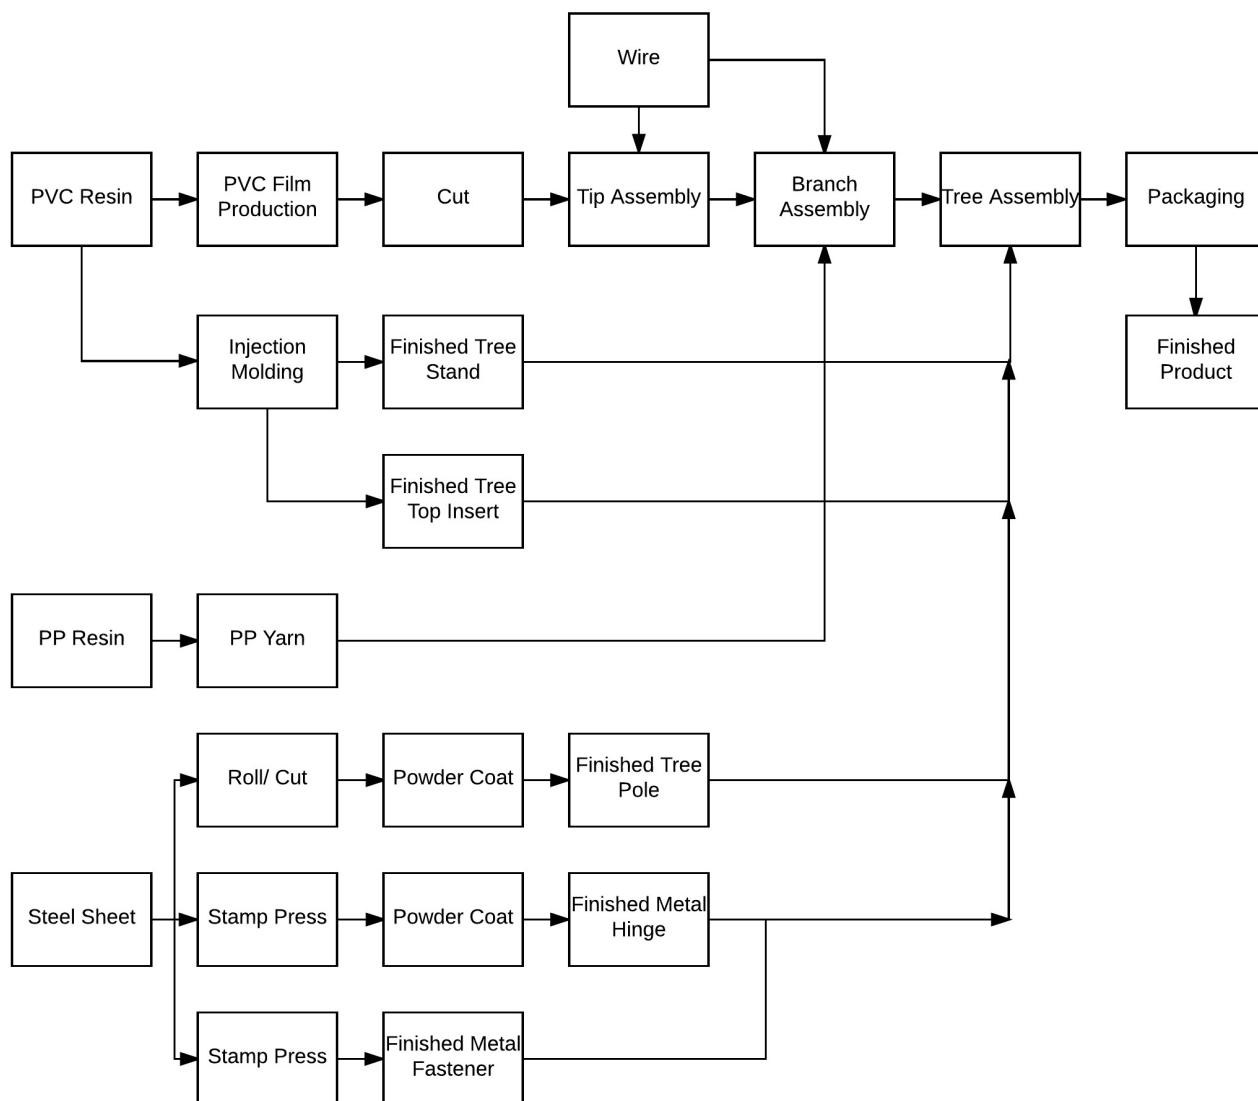 Wire
PVC Resin
PVC Film
Production
Cut
Tip Assembly
Branch
Assembly
Tree Assembly
Packaging
Injection
Molding
Finished Tree
Stand
Finished
Product
Finished Tree
Top Insert
PP Resin
PP Yarn
Roll/ Cut
Powder Coat
Finished Tree
Pole
Steel Sheet
Stamp Press
Powder Coat
Finished Metal
Hinge
Stamp Press
Finished Metal
Fastener